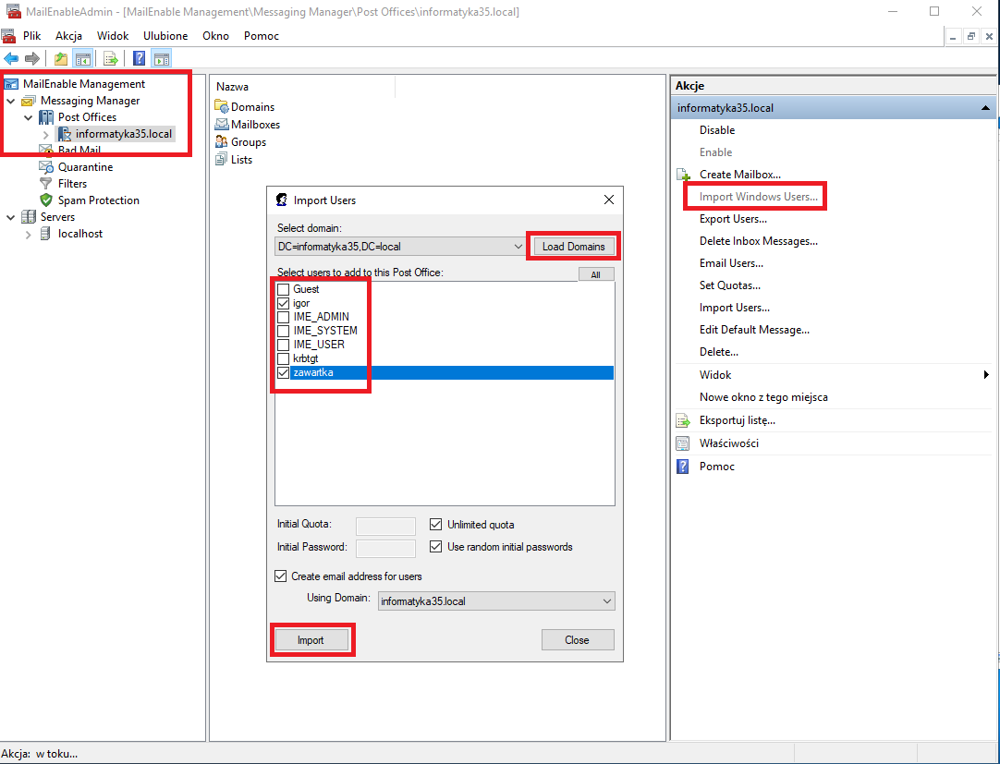 MailEnableAdmin - [MailEnable Management\Messaging Manager\Post Offices\informatyka35.local]
Plik Akcja Widok Ulubione Okno Pomoc
MailEnable Management
Messaging Manager
Post Offices
informatyka35.local
Bad Mail
Quarantine
Filters
Spam Protection
Servers
localhost
Nazwa
Domains
Mailboxes
Groups
Lists
Import Users
Select domain:
DC=informatyka35,DC=local Load Domains
Select users to add to this Post Office: All
Guest
igor
IME_ADMIN
IME_SYSTEM
IME_USER
krbtgt
zawartka
Initial Quota: Unlimited quota
Initial Password: Use random initial passwords
Create email address for users
Using Domain: informatyka35.local
Import Close
Akcje
informatyka35.local
Disable
Enable
Create Mailbox...
Import Windows Users...
Export Users...
Delete Inbox Messages...
Email Users...
Set Quotas...
Import Users...
Edit Default Message...
Delete...
Widok
Nowe okno z tego miejsca
Eksportuj listę...
Właściwości
Pomoc
Akcja: w toku...